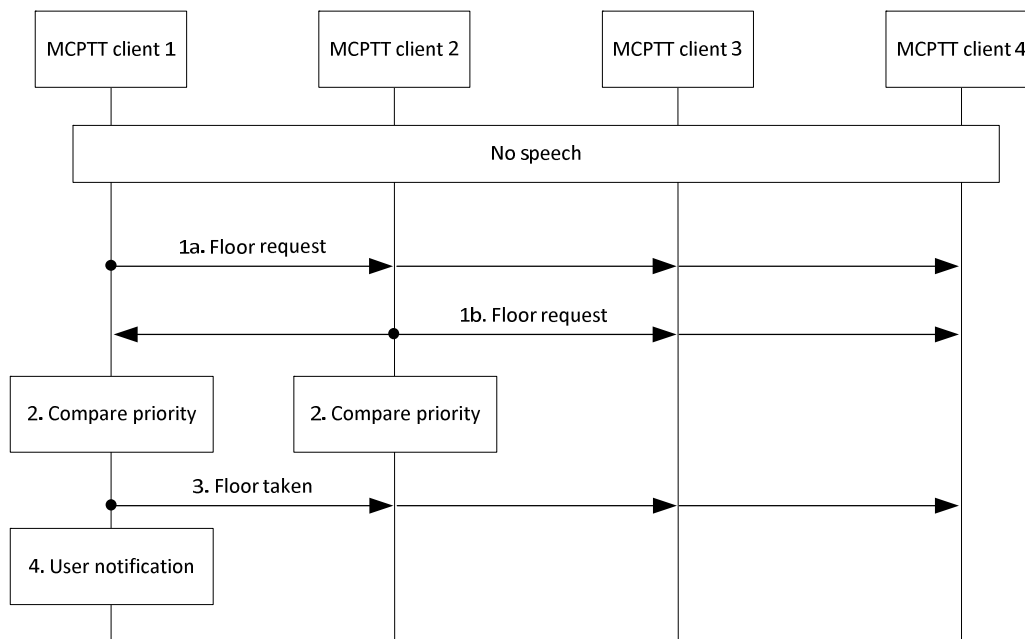 MCPTT client 1
MCPTT client 2
MCPTT client 3
MCPTT client 4
No speech
1a. Floor request
1b. Floor request
2. Compare priority
2. Compare priority
3. Floor taken
4. User notification